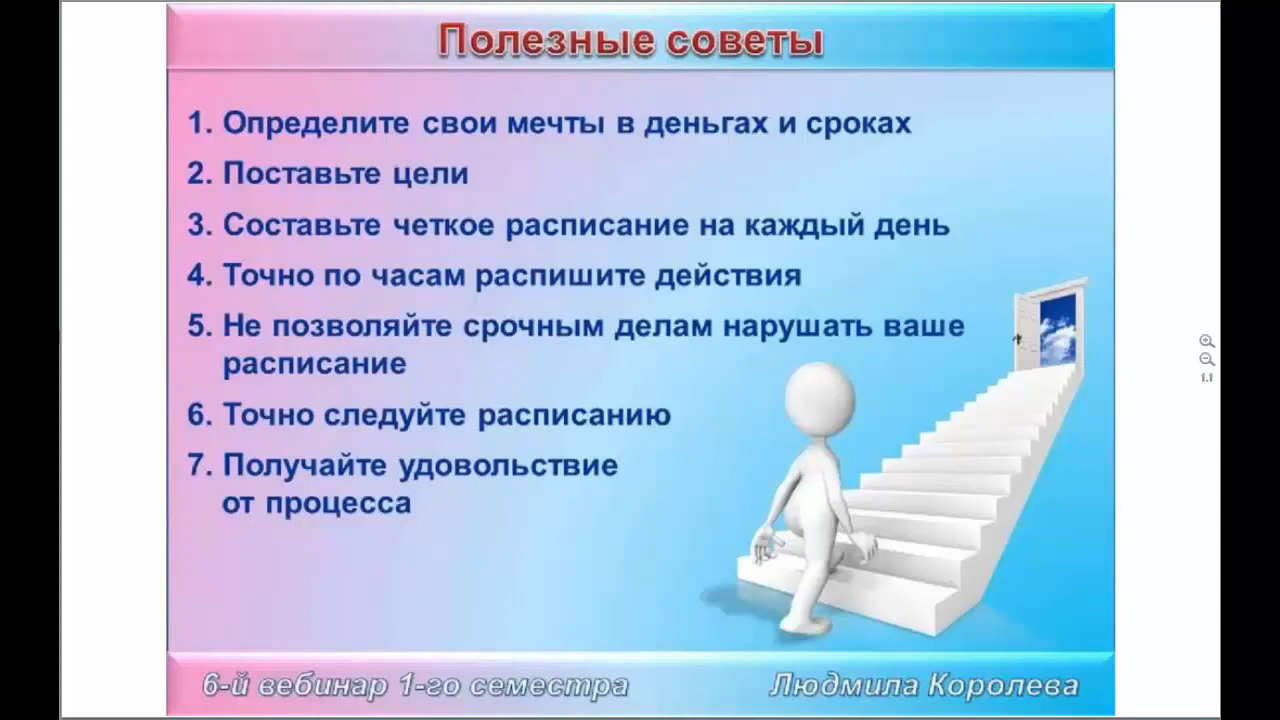 Полезные советы
1. Определите свои мечты в деньгах и сроках
2. Поставьте цели
3. Составьте четкое расписание на каждый день
4. Точно по часам распишите действия
5. Не позволяйте срочным делам нарушать ваше
расписание
6. Точно следуйте расписанию
7. Получайте удовольствие
от процесса
1:1
6-й вебинар 1-го семестра
Людмила Королева